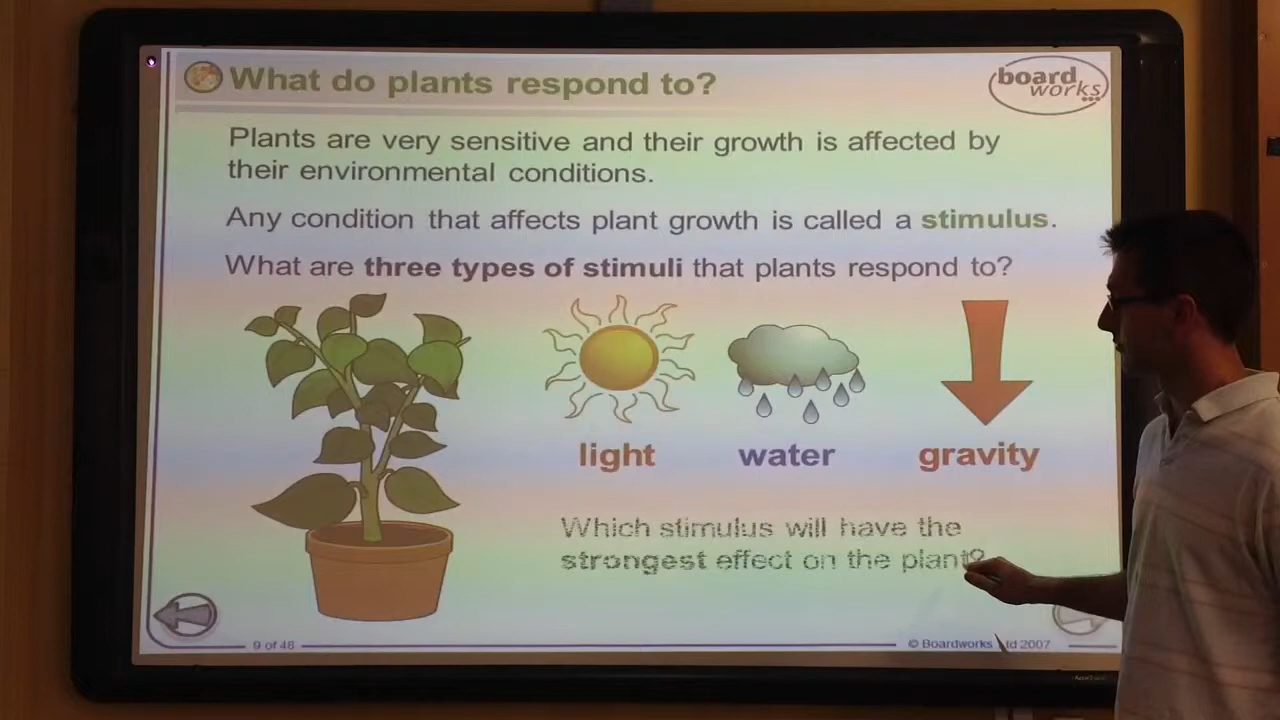 What do plants respond to?
board
works
Plants are very sensitive and their growth is affected by
their environmental conditions.
Any condition that affects plant growth is called a stimulus.
What are three types of stimuli that plants respond to?
light water gravity
Which stimulus will have the
strongest effect on the plant?
9 of 48
© Boardworks Ltd 2007